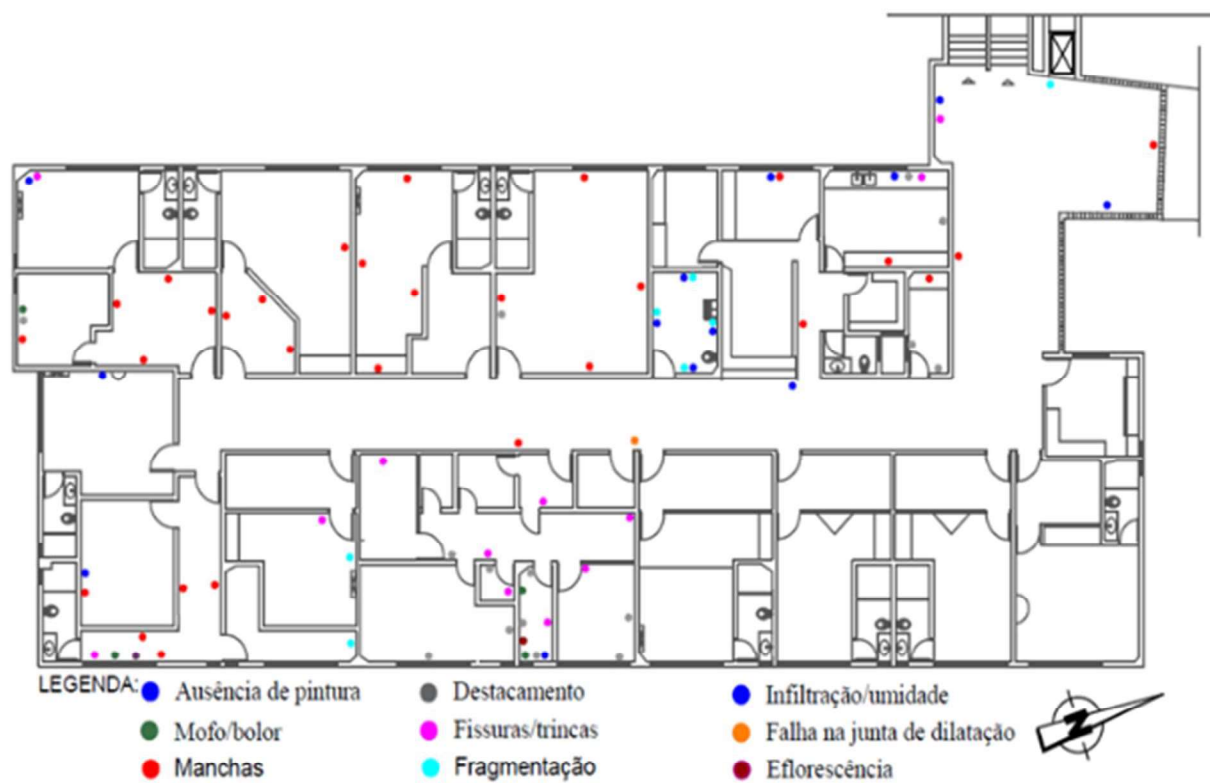 LEGENDA:
Ausência de pintura
Destacamento
Infiltração/umidade
Mofo/bolor
Fissuras/trincas
Falha na junta de dilatação
Manchas
Fragmentação
Eflorescência
N